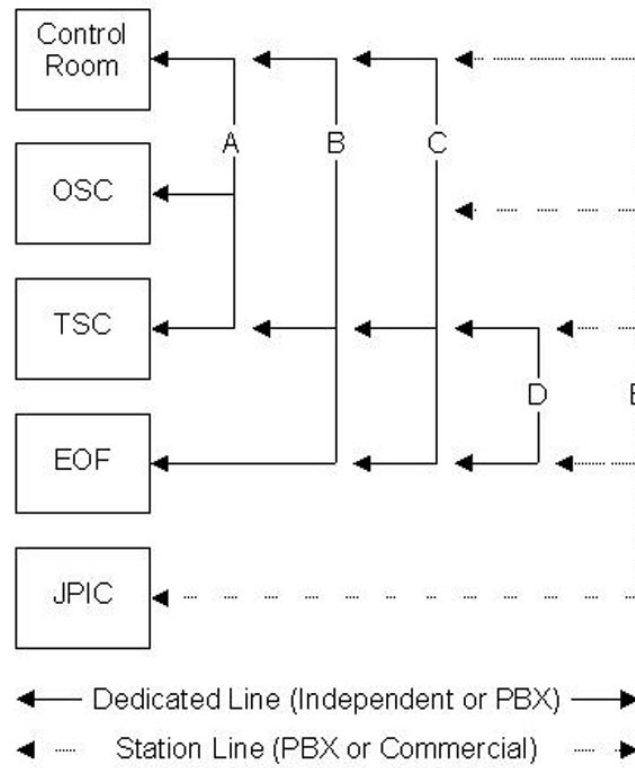 Control
Room
A
B
C
OSC
TSC
D
EOF
JPIC
Dedicated Line (Independent or PBX)
Station Line (PBX or Commercial)